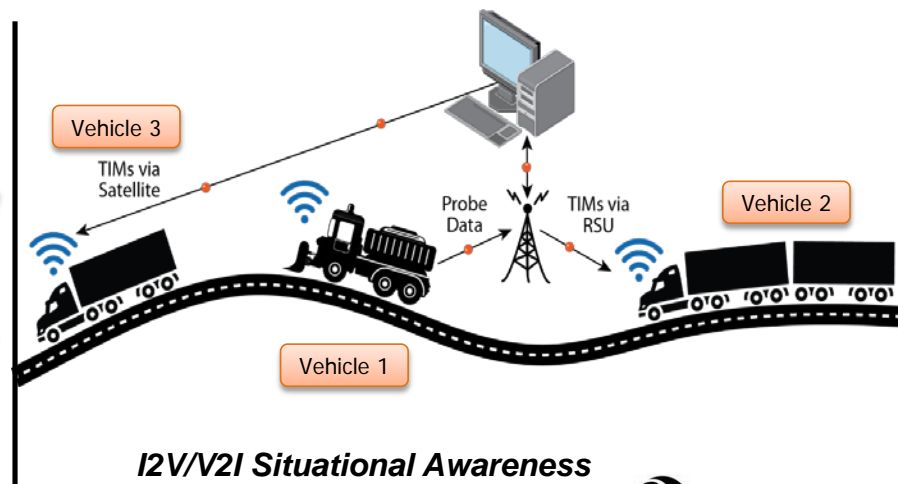 Vehicle 3
TIMs via
Satellite
Probe
Data
TIMs via
RSU
Vehicle 2
Vehicle 1
I2V/V2I Situational Awareness